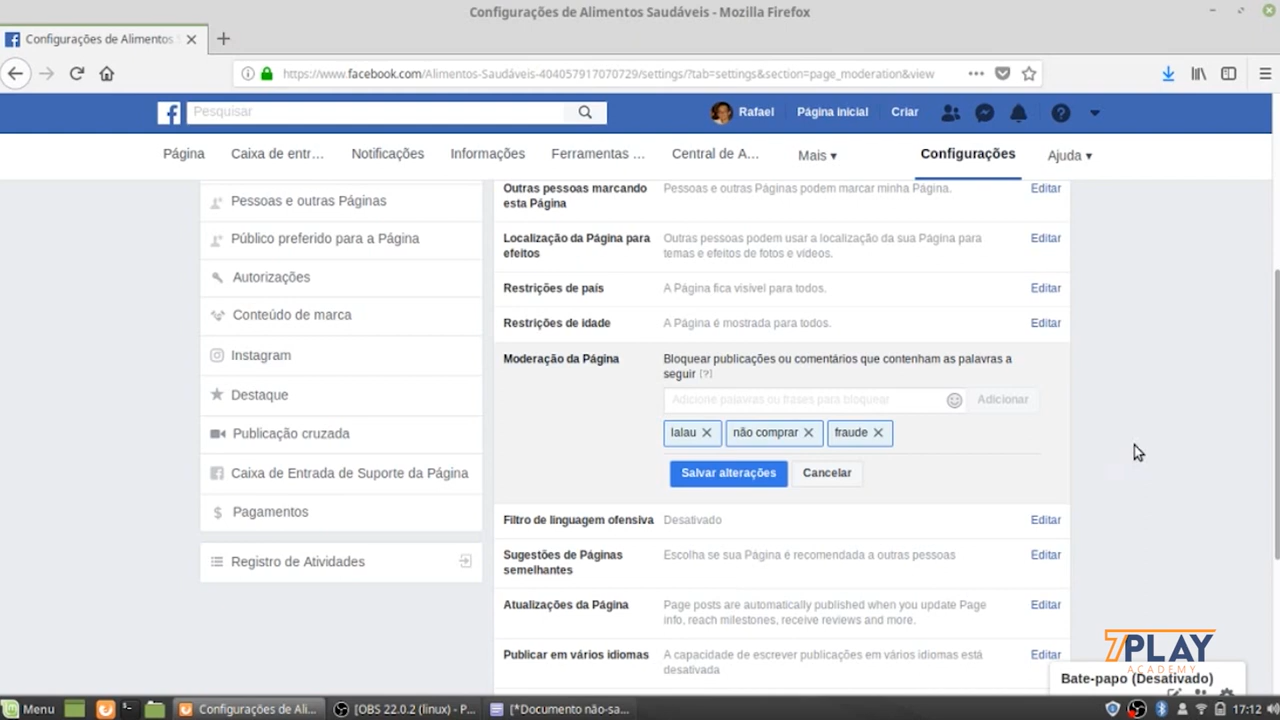 Configurações de Alimentos Saudáveis - Mozilla Firefox
Configurações de Alimentos
https://www.facebook.com/Alimentos-Saudáveis-404057917070729/settings/?tab=settings&section=page_moderation&view
Pesquisar
Rafael
Página inicial
Criar
Página
Caixa de entr...
Notificações
Informações
Ferramentas ...
Central de A...
Mais ▾
Configurações
Ajuda ▾
Pessoas e outras Páginas
Público preferido para a Página
Autorizações
Conteúdo de marca
Instagram
Destaque
Publicação cruzada
Caixa de Entrada de Suporte da Página
$ Pagamentos
Registro de Atividades
Outras pessoas marcando
esta Página
Pessoas e outras Páginas podem marcar minha Página.
Editar
Localização da Página para
efeitos
Outras pessoas podem usar a localização da sua Página para
temas e efeitos de fotos e vídeos.
Editar
Restrições de país
A Página fica visível para todos.
Editar
Restrições de idade
A Página é mostrada para todos.
Editar
Moderação da Página
Bloquear publicações ou comentários que contenham as palavras a
seguir [?]
Adicione palavras ou frases para bloquear
Adicionar
lalau
não comprar
fraude
Salvar alterações
Cancelar
Filtro de linguagem ofensiva
Desativado
Editar
Sugestões de Páginas
semelhantes
Escolha se sua Página é recomendada a outras pessoas
Editar
Atualizações da Página
Page posts are automatically published when you update Page
info, reach milestones, receive reviews and more.
Editar
Publicar em vários idiomas
A capacidade de escrever publicações em vários idiomas está
desativada
Editar
7PLAY
ACADEMY
Bate-papo (Desativado)
Menu
Configurações de Ali...
[OBS 22.0.2 (linux) - P...
[*Documento não-sa...
17:12